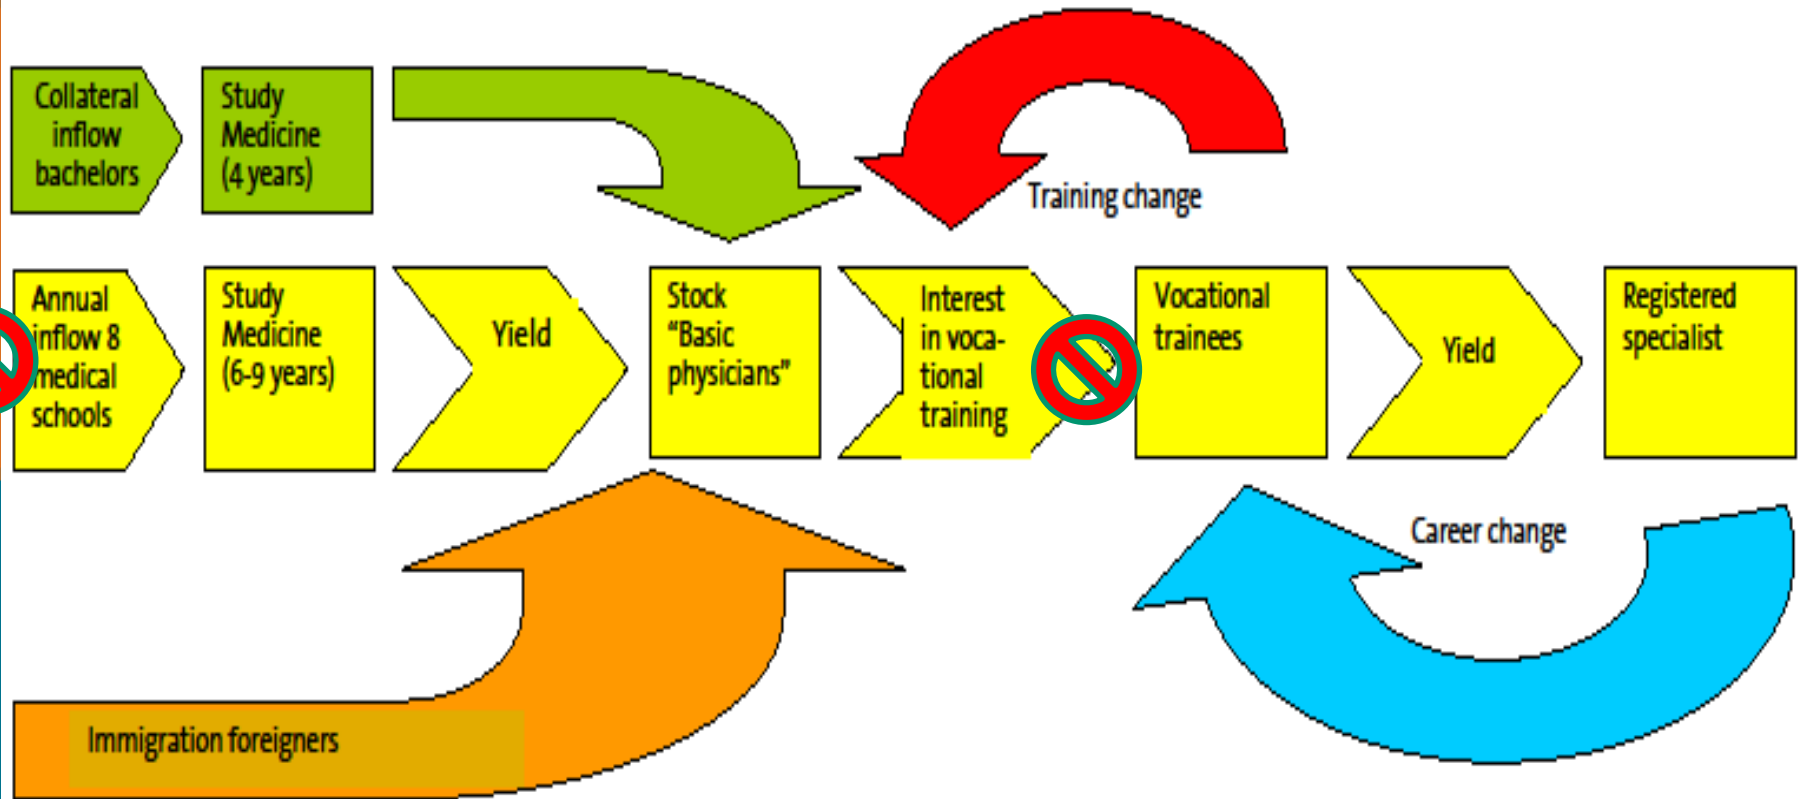 Collateral
inflow
bachelors
Study
Medicine
(4 years)
Training change
Annual
inflow 8
medical
schools
Study
Medicine
(6-9 years)
Yield
Stock
“Basic
physicians”
Interest
in voca-
tional
training
Vocational
trainees
Yield
Registered
specialist
Career change
Immigration foreigners